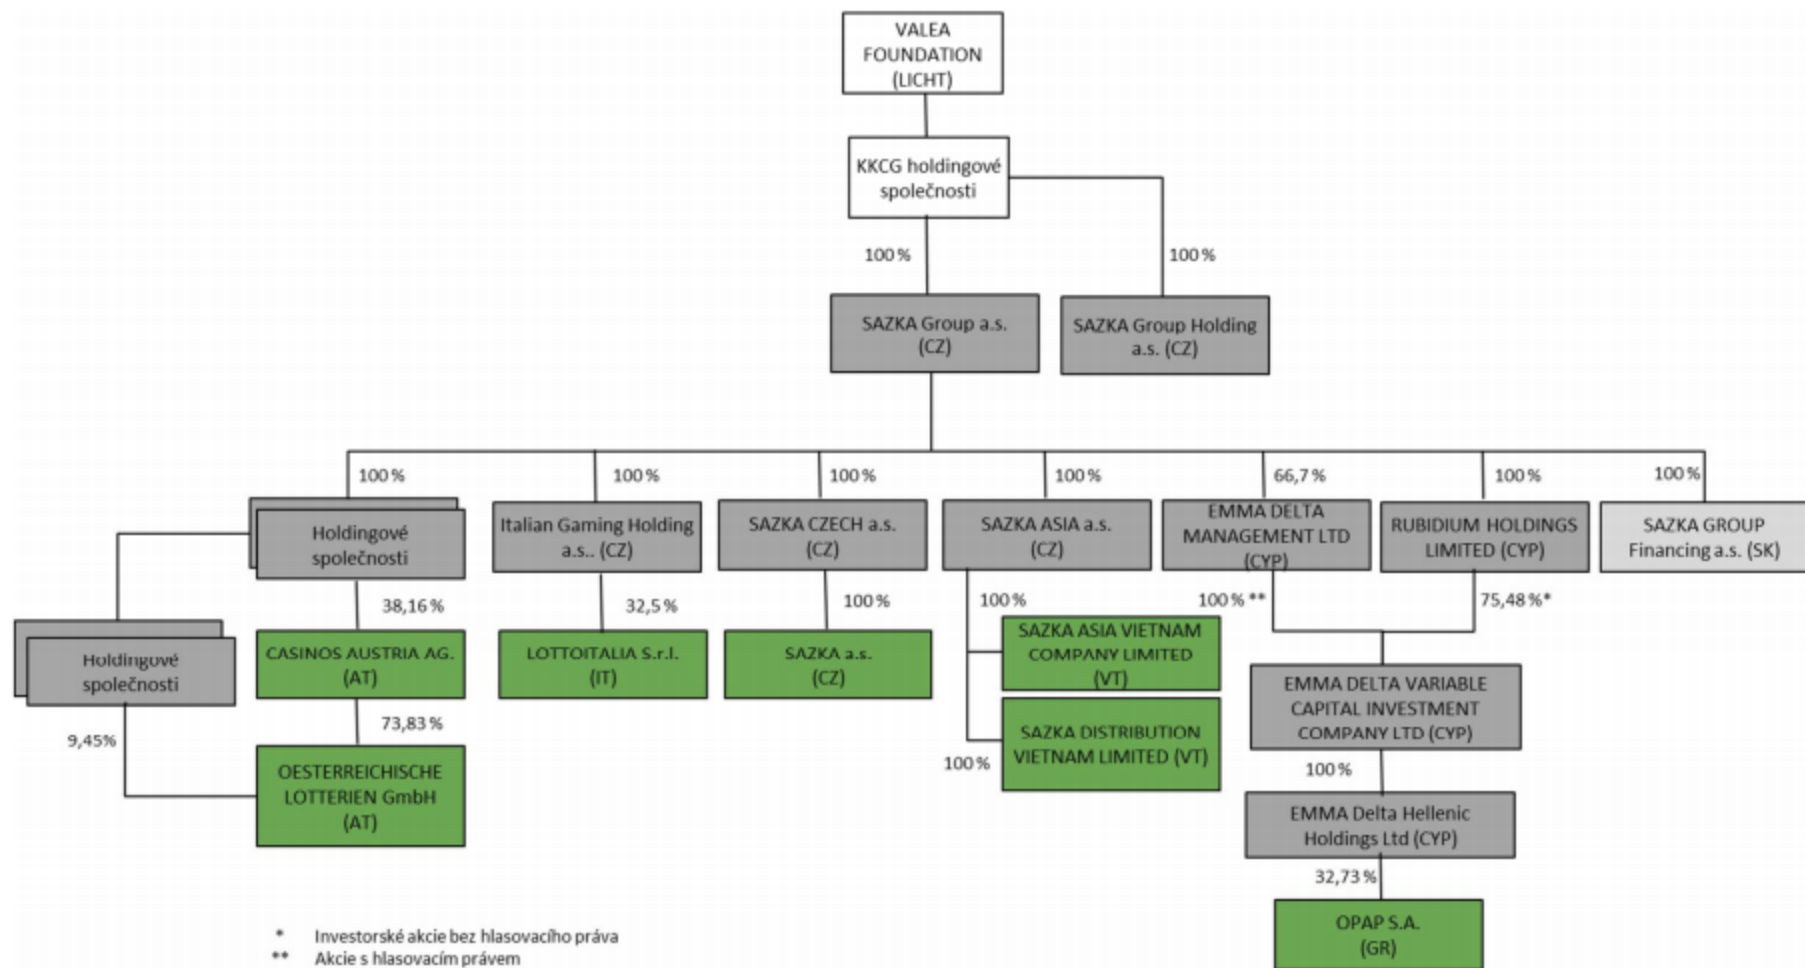 VALEA
FOUNDATION
(LICHT)
KKCG holdingové
společnosti
100 %
100 %
SAZKA Group a.s.
(CZ)
SAZKA Group Holding
a.s. (CZ)
100 %
100 %
100 %
100 %
66,7 %
100 %
100 %
Holdingové
společnosti
Italian Gaming Holding
a.s.. (CZ)
SAZKA CZECH a.s.
(CZ)
SAZKA ASIA a.s.
(CZ)
EMMA DELTA
MANAGEMENT LTD
(CYP)
RUBIDIUM HOLDINGS
LIMITED (CYP)
SAZKA GROUP
Financing a.s. (SK)
38,16 %
32,5 %
100 %
100 %
100 % **
75,48 %*
Holdingové
společnosti
CASINOS AUSTRIA AG.
(AT)
LOTTOITALIA S.r.l.
(IT)
SAZKA a.s.
(CZ)
SAZKA ASIA VIETNAM
COMPANY LIMITED
(VT)
EMMA DELTA VARIABLE
CAPITAL INVESTMENT
COMPANY LTD (CYP)
9,45%
73,83 %
100 %
SAZKA DISTRIBUTION
VIETNAM LIMITED (VT)
100 %
OESTERREICHISCHE
LOTTERIEN GmbH
(AT)
EMMA Delta Hellenic
Holdings Ltd (CYP)
32,73 %
OPAP S.A.
(GR)
* Investorské akcie bez hlasovacího práva
** Akcie s hlasovacím právem